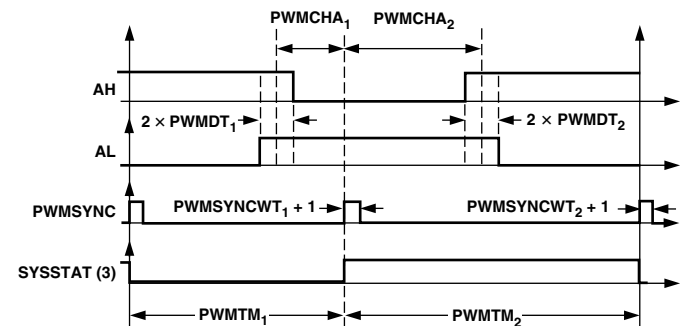 PWMCHA1 PWMCHA2
AH
2 × PWMDT1 2 × PWMDT2
AL
PWMSYNC PWMSYNCWT1 + 1 PWMSYNCWT2 + 1
SYSSTAT (3)
PWMTM1 PWMTM2